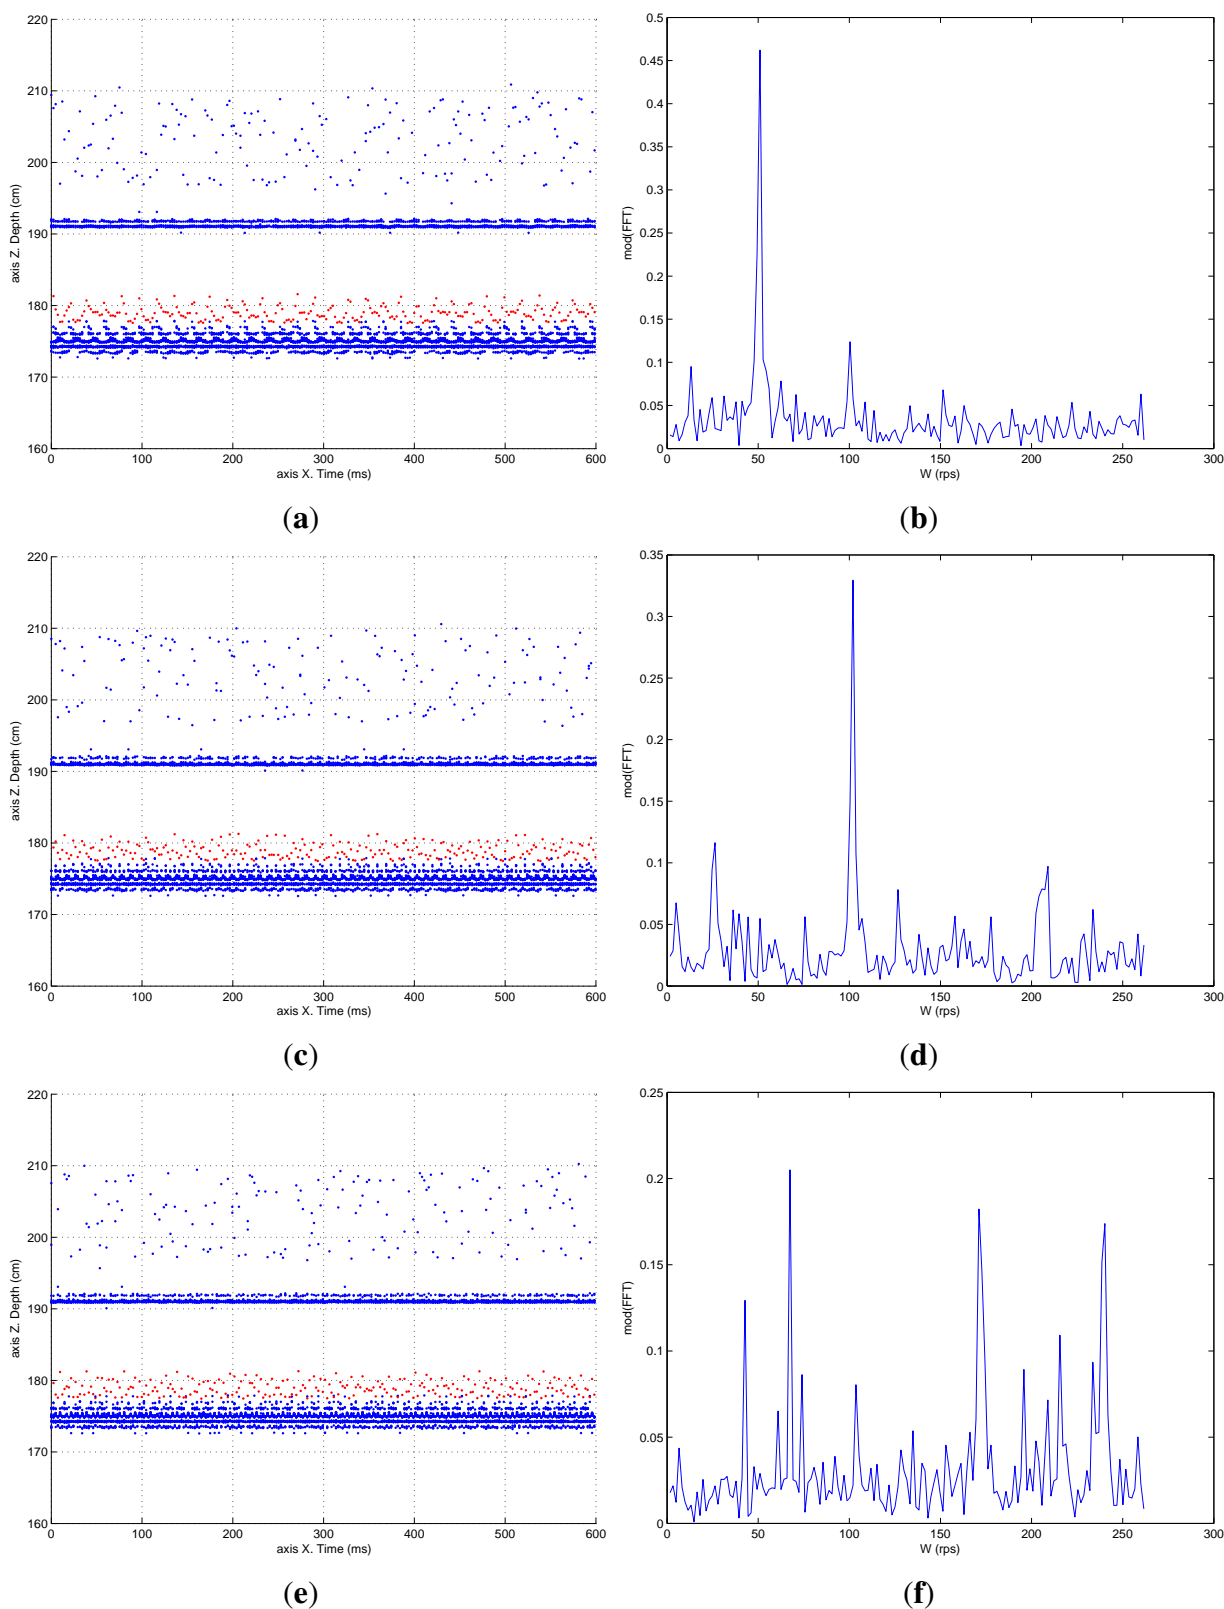 220
210
200
190
180
170
160
0 100 200 300 400 500 600
axis X. Time (ms)
axis Z. Depth (cm)
(a)
0.5
0.45
0.4
0.35
0.3
0.25
0.2
0.15
0.1
0.05
0
0 50 100 150 200 250 300
W (rps)
mod(FFT)
(b)
220
210
200
190
180
170
160
0 100 200 300 400 500 600
axis X. Time (ms)
axis Z. Depth (cm)
(c)
0.35
0.3
0.25
0.2
0.15
0.1
0.05
0
0 50 100 150 200 250 300
W (rps)
mod(FFT)
(d)
220
210
200
190
180
170
160
0 100 200 300 400 500 600
axis X. Time (ms)
axis Z. Depth (cm)
(e)
0.25
0.2
0.15
0.1
0.05
0
0 50 100 150 200 250 300
W (rps)
mod(FFT)
(f)